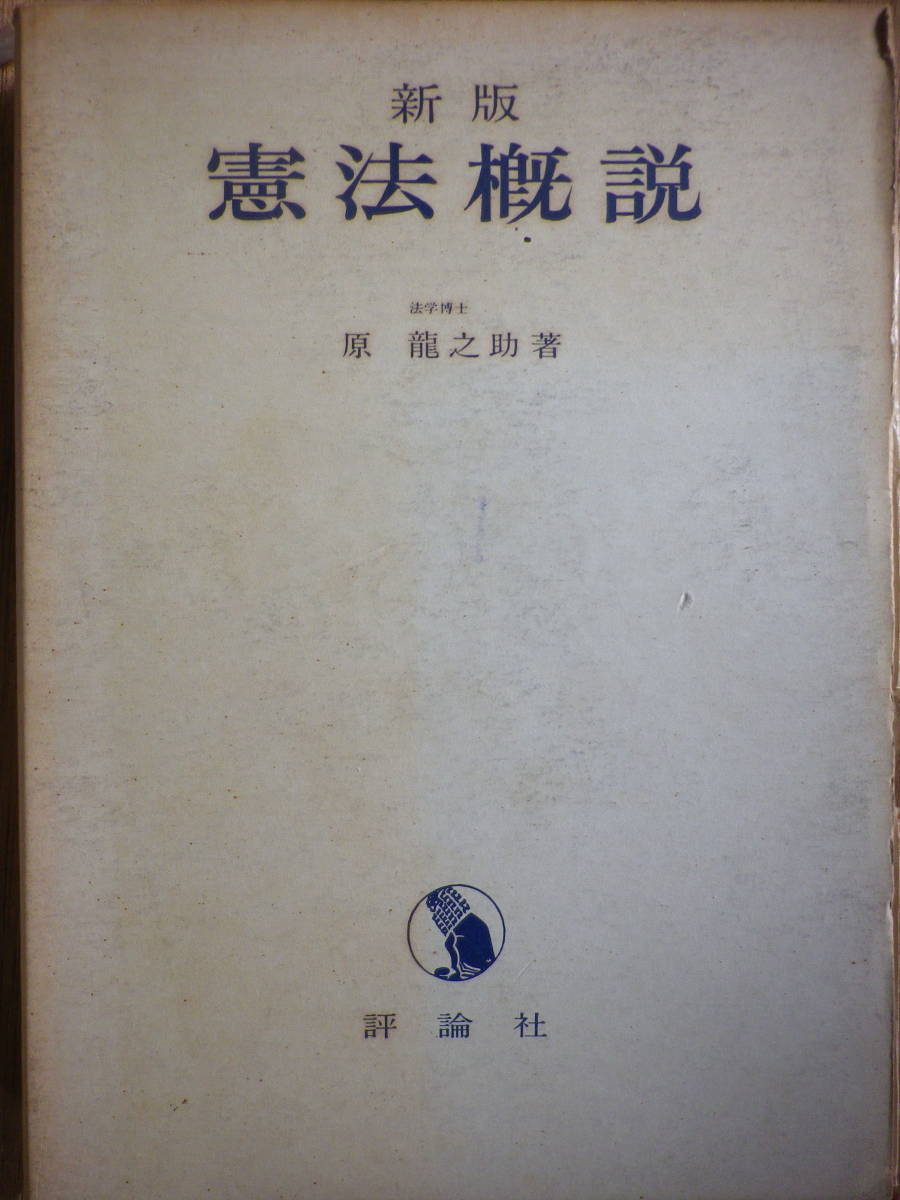 新版
憲法概説
法学博士
原 龍之助著
評論社